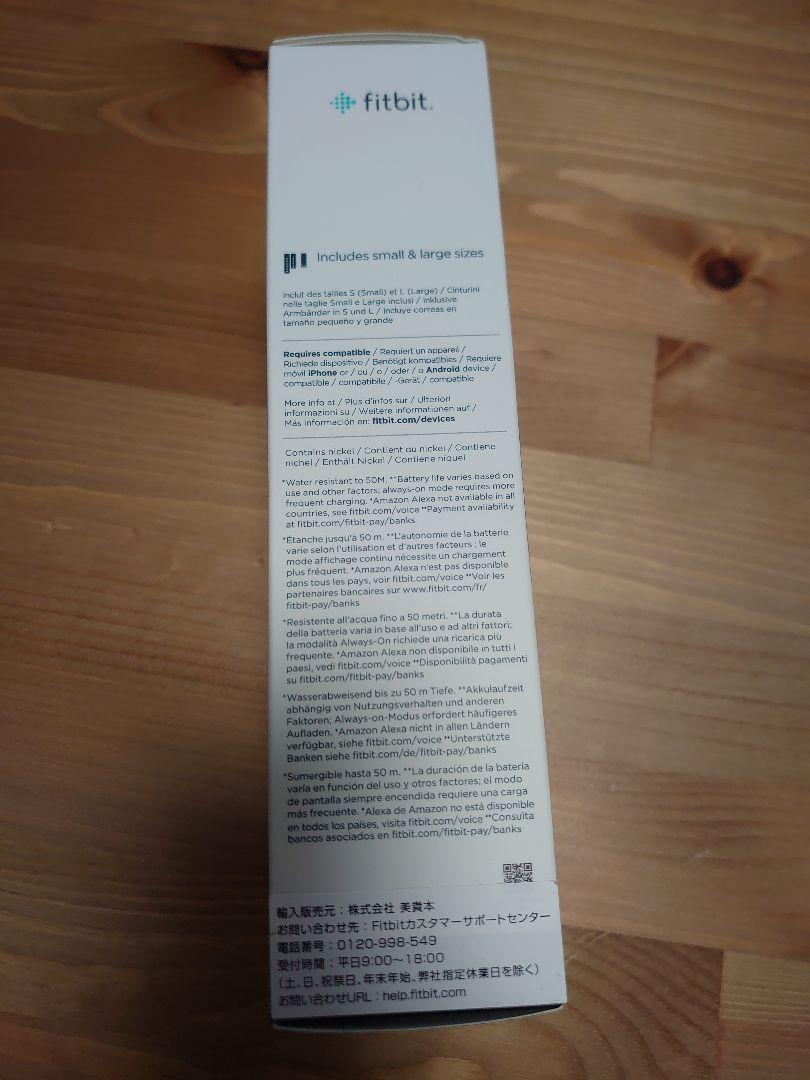 fitbit.
Includes small & large sizes
Inclut des tailles S (Small) et L (Large) / Cinturini
nelle taglie Small e Large inclusi / Inklusive
Armbänder in S und L / Incluye correas en
tamaño pequeño y grande
Requires compatible / Requiert un appareil /
Richiede dispositivo / Benötigt kompatibles / Requiere
móvil iPhone or / ou / o / oder / o Android device /
compatible / compatibile / -Gerät / compatible
More info at / Plus d'infos sur / Ulteriori
informazioni su / Weitere Informationen auf /
Más información en: fitbit.com/devices
Contains nickel / Contient du nickel / Contiene
nichel / Enthält Nickel / Contiene níquel
*Water resistant to 50M. **Battery life varies based on
use and other factors; always-on mode requires more
frequent charging. ⁺Amazon Alexa not available in all
countries, see fitbit.com/voice ⁺⁺Payment availability
at fitbit.com/fitbit-pay/banks
*Étanche jusqu'à 50 m. **L'autonomie de la batterie
varie selon l'utilisation et d'autres facteurs ; le
mode affichage continu nécessite un chargement
plus fréquent. ⁺Amazon Alexa n'est pas disponible
dans tous les pays, voir fitbit.com/voice ⁺⁺Voir les
partenaires bancaires sur www.fitbit.com/fr/
fitbit-pay/banks
*Resistente all'acqua fino a 50 metri. **La durata
della batteria varia in base all'uso e ad altri fattori;
la modalità Always-On richiede una ricarica più
frequente. ⁺Amazon Alexa non disponibile in tutti i
paesi, vedi fitbit.com/voice ⁺⁺Disponibilità pagamenti
su fitbit.com/fitbit-pay/banks
*Wasserabweisend bis zu 50 m Tiefe. **Akkulaufzeit
abhängig von Nutzungsverhalten und anderen
Faktoren; Always-on-Modus erfordert häufigeres
Aufladen. ⁺Amazon Alexa nicht in allen Ländern
verfügbar, siehe fitbit.com/voice ⁺⁺Unterstützte
Banken siehe fitbit.com/de/fitbit-pay/banks
*Sumergible hasta 50 m. **La duración de la batería
varía en función del uso y otros factores; el modo
de pantalla siempre encendida requiere una carga
más frecuente. ⁺Alexa de Amazon no está disponible
en todos los países, visita fitbit.com/voice ⁺⁺Consulta
bancos asociados en fitbit.com/fitbit-pay/banks
輸入販売元：株式会社 美貴本
お問い合わせ先：Fitbitカスタマーサポートセンター
電話番号：0120-998-549
受付時間：平日9:00～18:00
（土、日、祝祭日、年末年始、弊社指定休業日を除く）
お問い合わせURL：help.fitbit.com